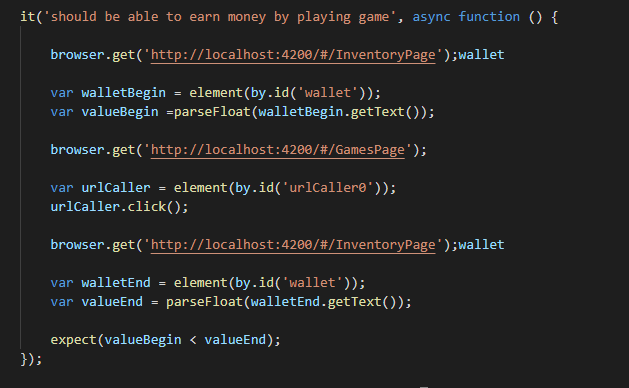 it('should be able to earn money by playing game', async function () {
browser.get('http://localhost:4200/#/InventoryPage');wallet
var walletBegin = element(by.id('wallet'));
var valueBegin =parseFloat(walletBegin.getText());
browser.get('http://localhost:4200/#/GamesPage');
var urlCaller = element(by.id('urlCaller0'));
urlCaller.click();
browser.get('http://localhost:4200/#/InventoryPage');wallet
var walletEnd = element(by.id('wallet'));
var valueEnd = parseFloat(walletEnd.getText());
expect(valueBegin < valueEnd);
});